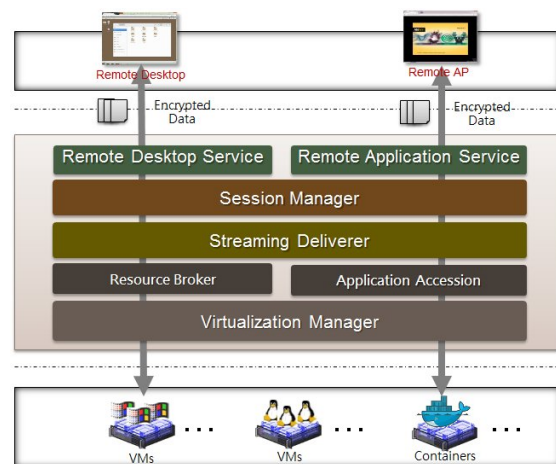 Remote Desktop
Remote AP
Encrypted
Data
Encrypted
Data
Remote Desktop Service
Remote Application Service
Session Manager
Streaming Deliverer
Resource Broker
Application Accession
Virtualization Manager
...
...
...
VMs
VMs
Containers